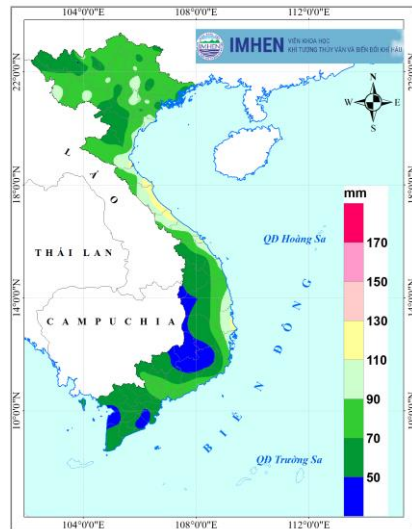 104°0'0"E 108°0'0"E 112°0'0"E
IMHEN
VIỆN KHOA HỌC
KHÍ TƯỢNG THỦY VĂN VÀ BIẾN ĐỔI KHÍ HẬU
22°0'0"N
N
W E
S
LÀO
18°0'0"N
mm
THÁI LAN
QĐ Hoàng Sa
170
150
14°0'0"N
CAMPUCHIA
130
110
BIỂN ĐÔNG
90
10°0'0"N
70
QĐ Trường Sa
50
104°0'0"E 108°0'0"E 112°0'0"E